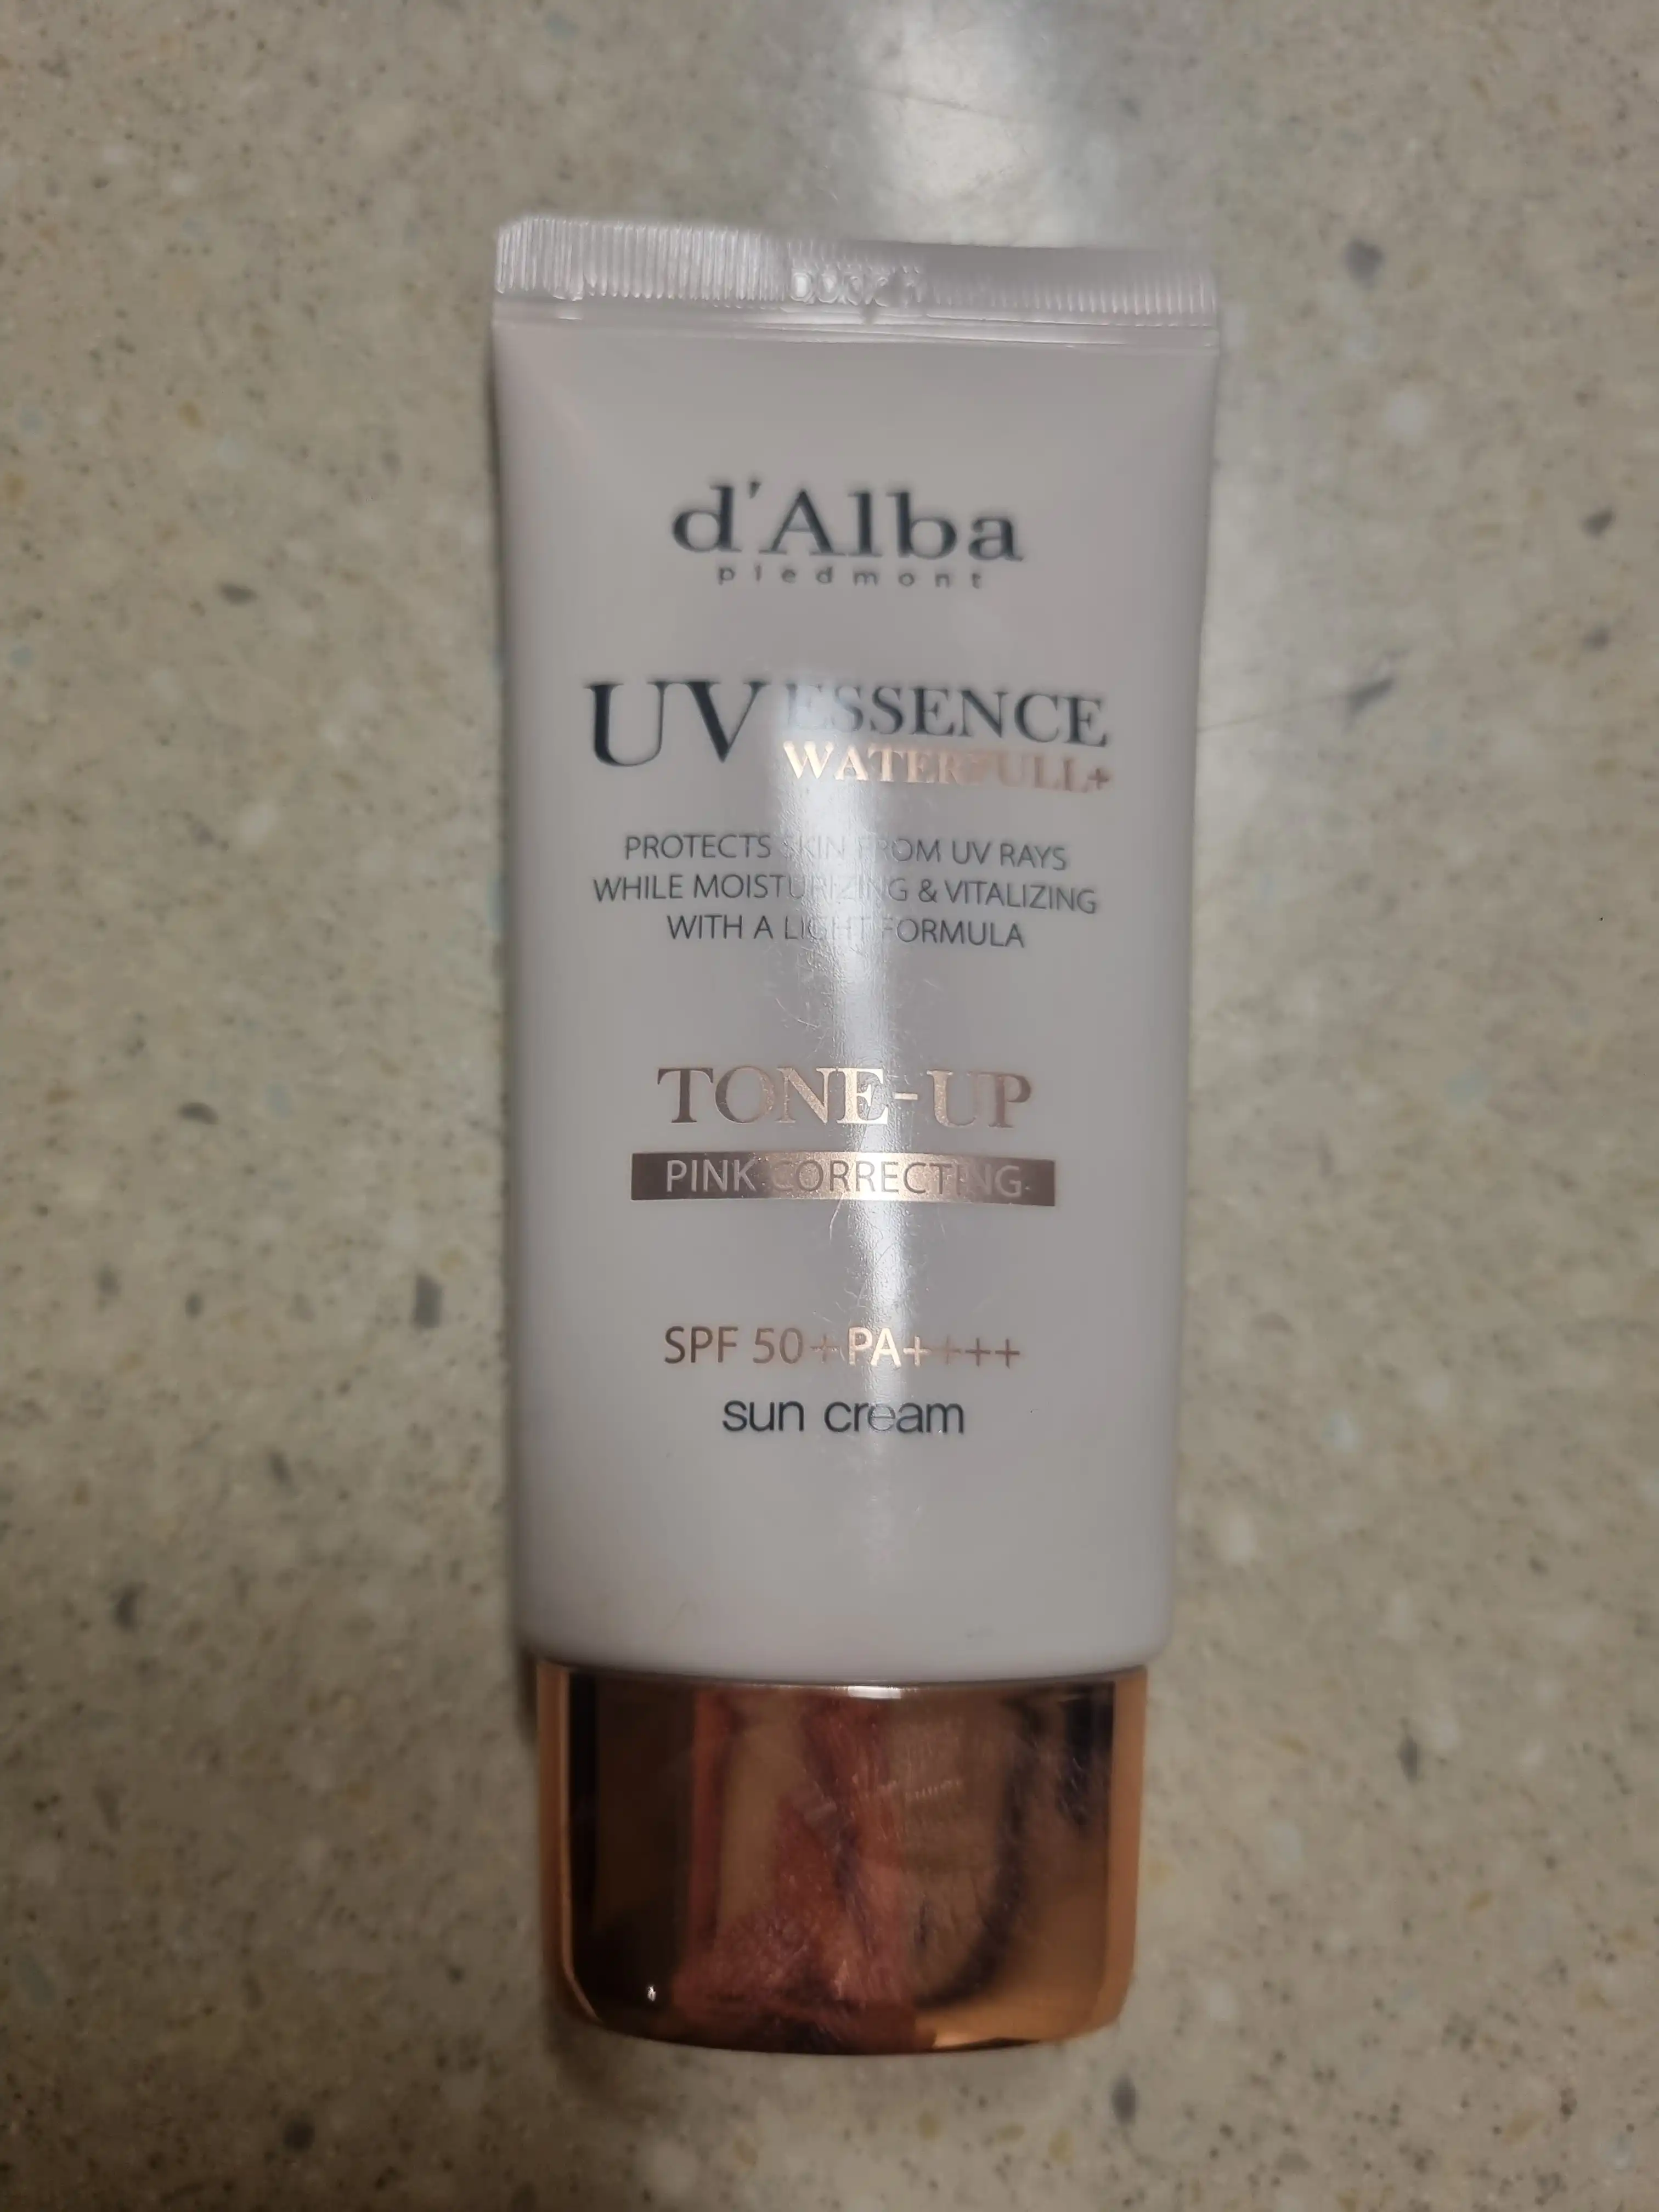 d'Alba
piedmont
UV ESSENCE
WATERFULL+
PROTECTS SKIN FROM UV RAYS
WHILE MOISTURIZING & VITALIZING
WITH A LIGHT FORMULA
TONE-UP
PINK CORRECTING
SPF 50+ PA++++
sun cream